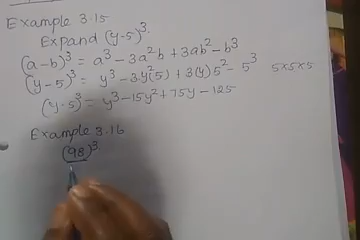 Example 3.15
Expand (y-5)³.
(a-b)³ = a³ - 3a²b + 3ab² - b³
(y-5)³ = y³ - 3y²(5) + 3(y)5² - 5³ 5×5×5
(y-5)³ = y³ - 15y² + 75y - 125
Example 3.16
(98)³.